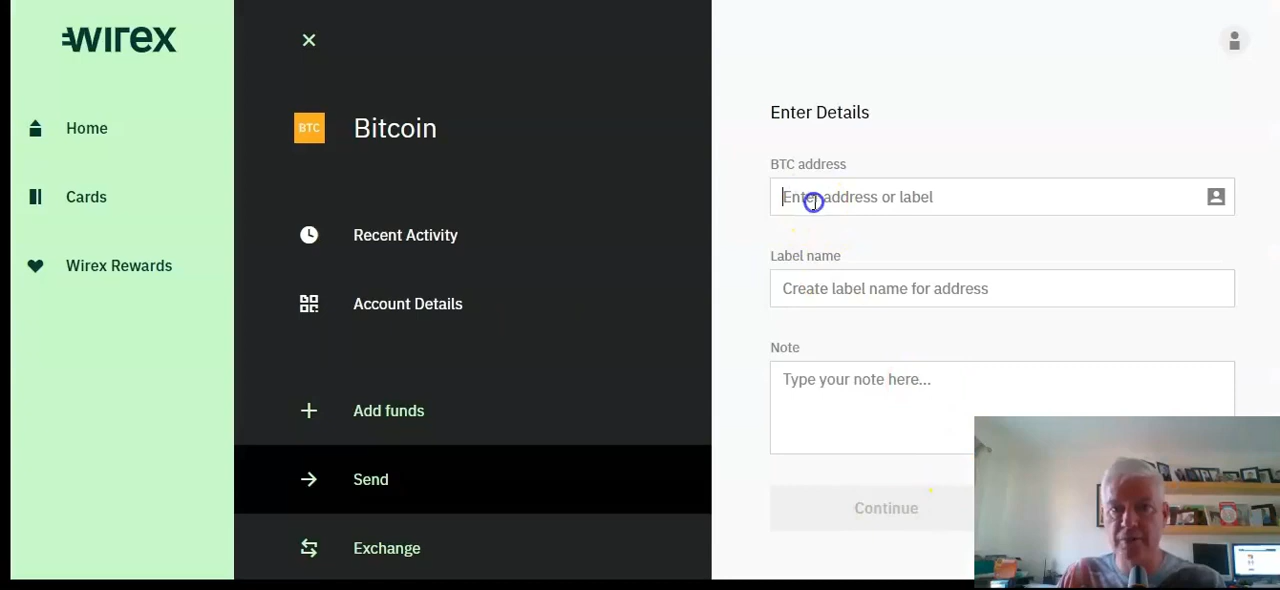 wirex
Home
Cards
Wirex Rewards
BTC
Bitcoin
Recent Activity
Account Details
Add funds
Send
Exchange
Enter Details
BTC address
Enter address or label
Label name
Create label name for address
Note
Type your note here...
Continue